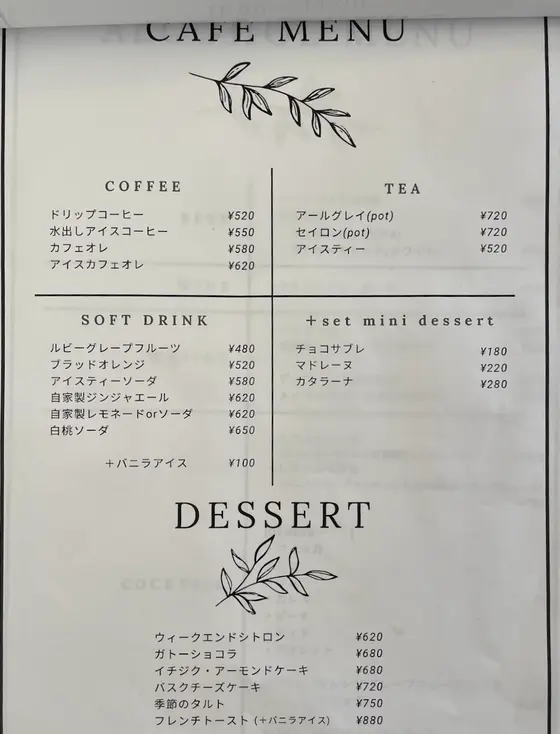 CAFE MENU
COFFEE
ドリップコーヒー ¥520
水出しアイスコーヒー ¥550
カフェオレ ¥580
アイスカフェオレ ¥620
TEA
アールグレイ(pot) ¥720
セイロン(pot) ¥720
アイスティー ¥520
SOFT DRINK
ルビーグレープフルーツ ¥480
ブラッドオレンジ ¥520
アイスティーソーダ ¥580
自家製ジンジャエール ¥620
自家製レモネードorソーダ ¥620
白桃ソーダ ¥650
+バニラアイス ¥100
+set mini dessert
チョコサブレ ¥180
マドレーヌ ¥220
カタラーナ ¥280
DESSERT
ウィークエンドシトロン ¥620
ガトーショコラ ¥680
イチジク・アーモンドケーキ ¥680
バスクチーズケーキ ¥720
季節のタルト ¥750
フレンチトースト (+バニラアイス) ¥880